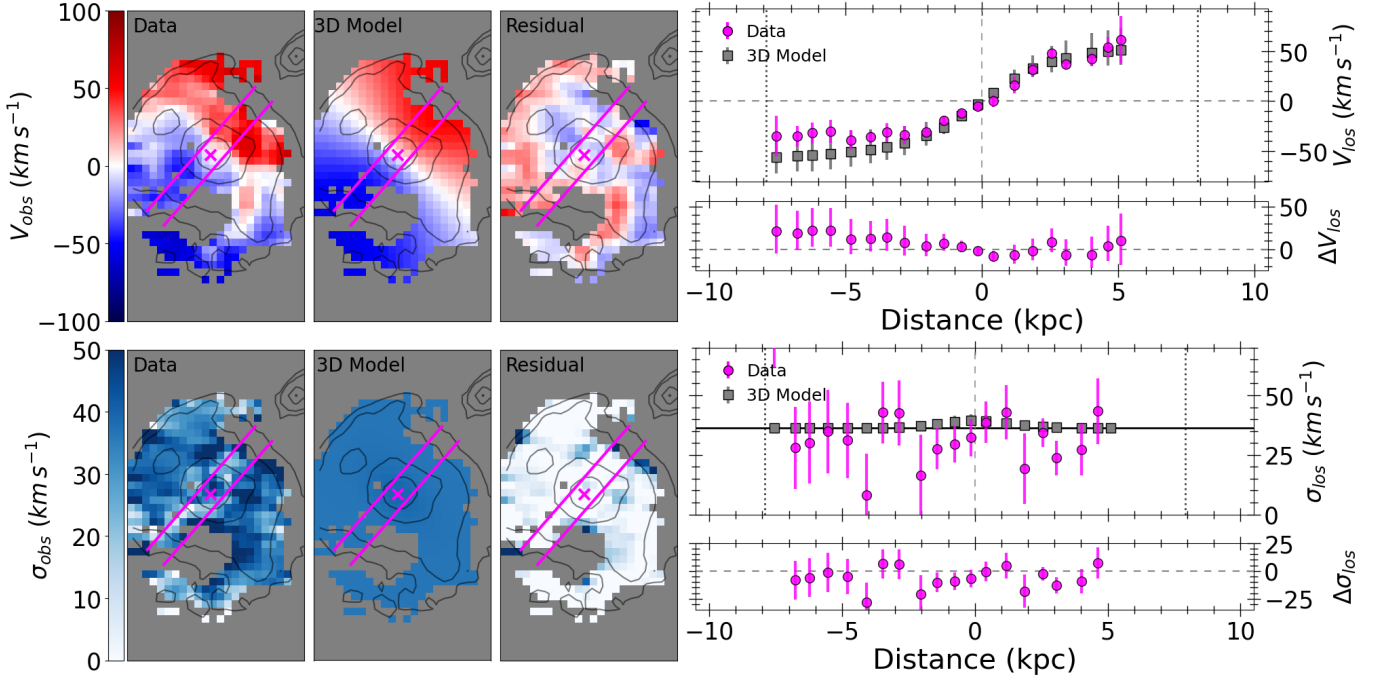 Data
3D Model
Residual
100
50
0
−50
−100
V_obs (km s⁻¹)
Data
3D Model
50
0
−50
V_los (km s⁻¹)
50
0
ΔV_los
−10
−5
0
5
10
Distance (kpc)
Data
3D Model
Residual
50
40
30
20
10
0
σ_obs (km s⁻¹)
Data
3D Model
50
25
0
σ_los (km s⁻¹)
25
0
−25
Δσ_los
−10
−5
0
5
10
Distance (kpc)